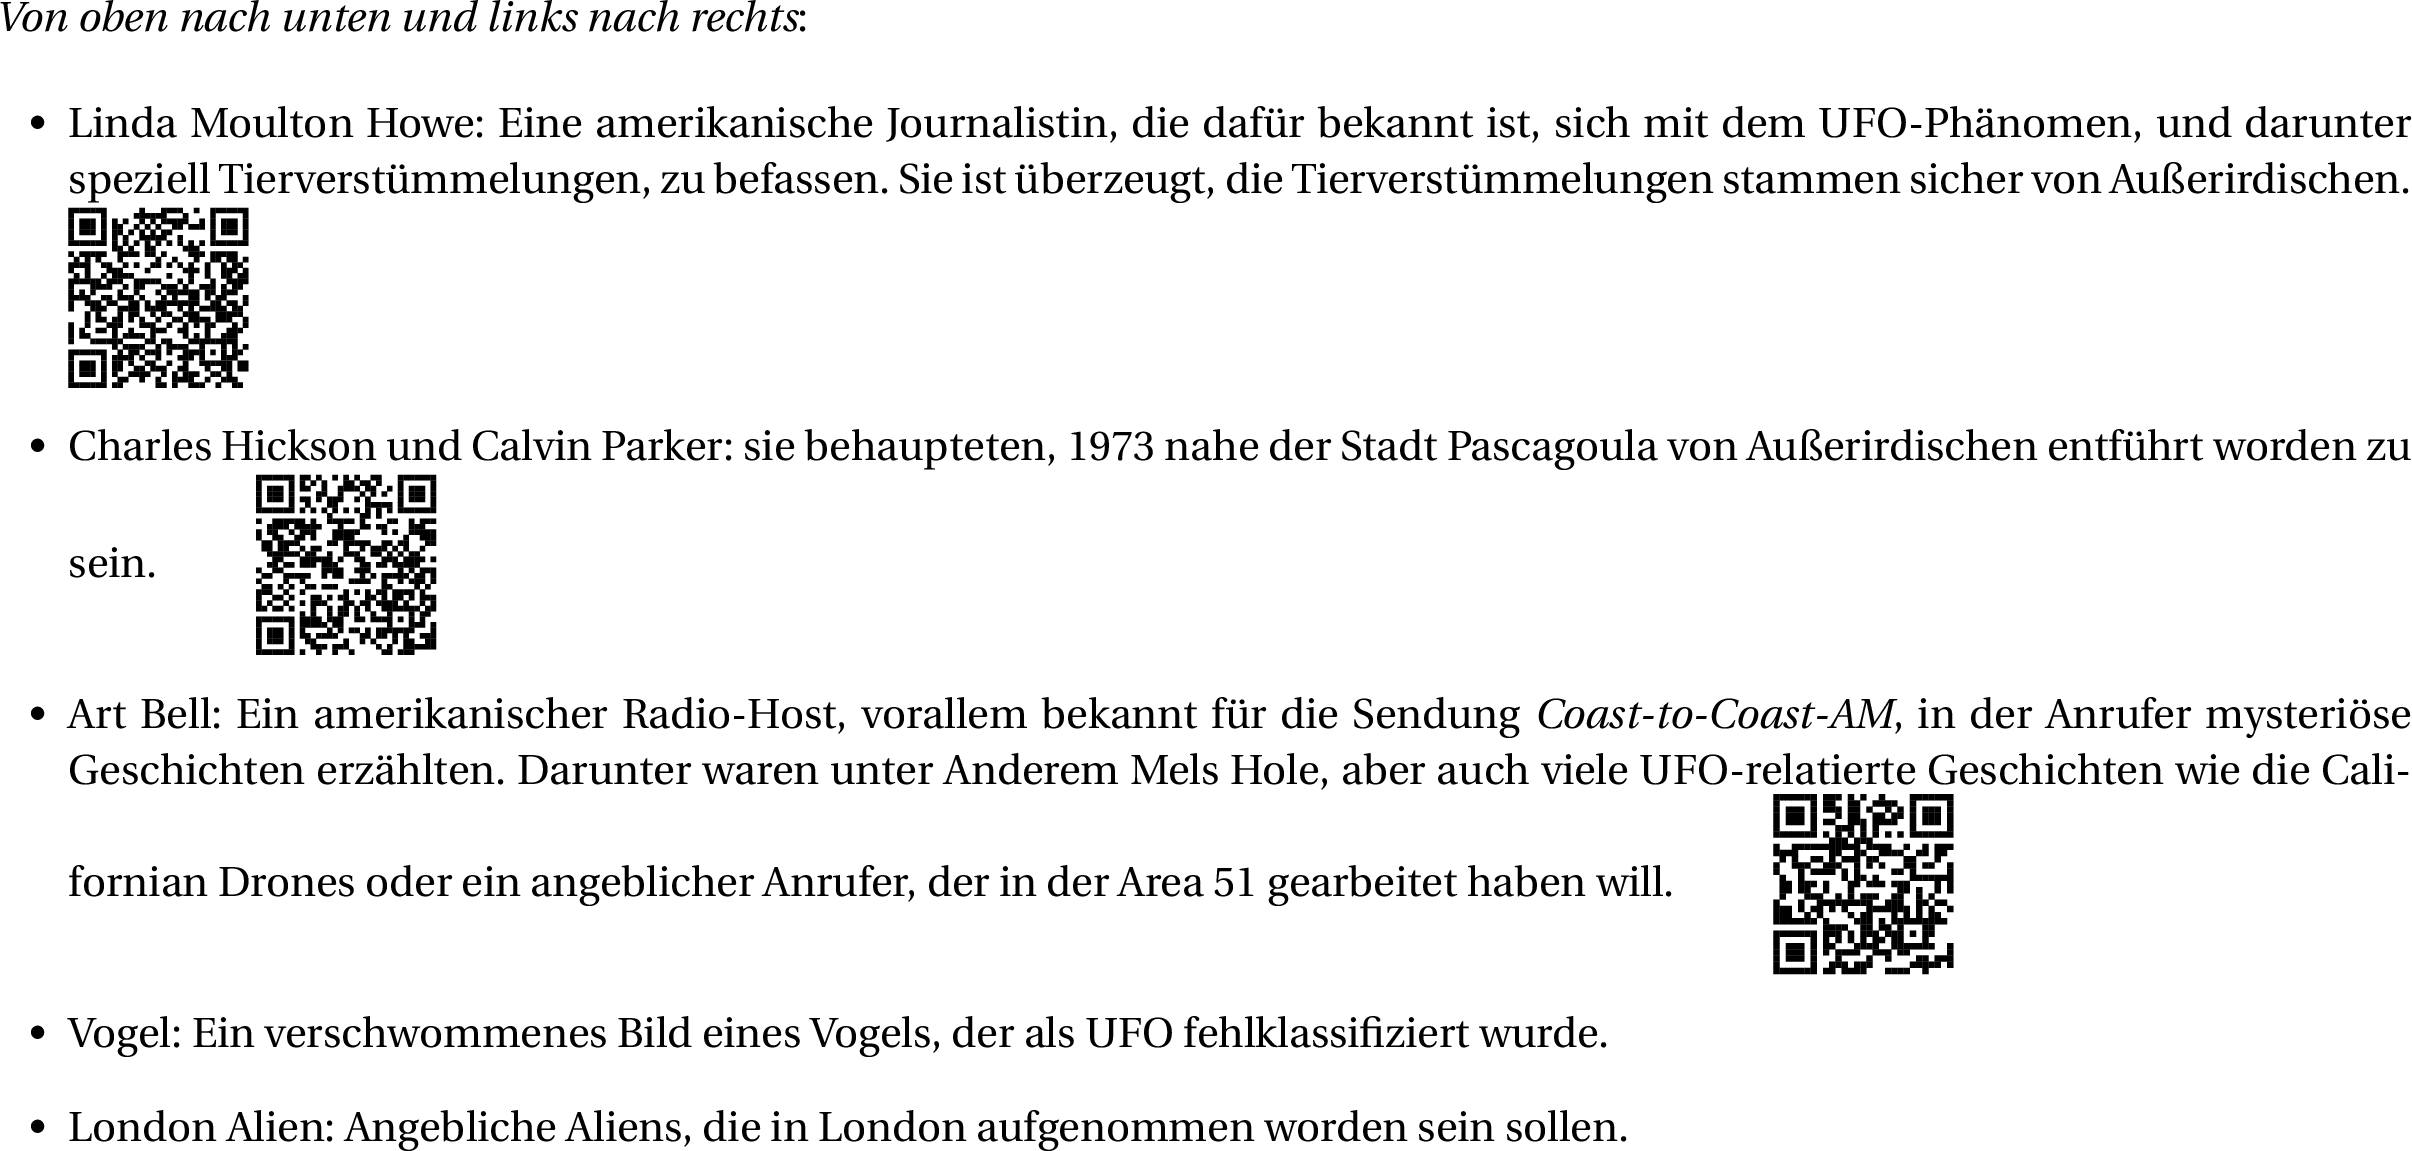 Von oben nach unten und links nach rechts:
• Linda Moulton Howe: Eine amerikanische Journalistin, die dafür bekannt ist, sich mit dem UFO-Phänomen, und darunter
speziell Tierverstümmelungen, zu befassen. Sie ist überzeugt, die Tierverstümmelungen stammen sicher von Außerirdischen.
• Charles Hickson und Calvin Parker: sie behaupteten, 1973 nahe der Stadt Pascagoula von Außerirdischen entführt worden zu
sein.
• Art Bell: Ein amerikanischer Radio-Host, vorallem bekannt für die Sendung Coast-to-Coast-AM, in der Anrufer mysteriöse
Geschichten erzählten. Darunter waren unter Anderem Mels Hole, aber auch viele UFO-relatierte Geschichten wie die Cali-
fornian Drones oder ein angeblicher Anrufer, der in der Area 51 gearbeitet haben will.
• Vogel: Ein verschwommenes Bild eines Vogels, der als UFO fehlklassifiziert wurde.
• London Alien: Angebliche Aliens, die in London aufgenommen worden sein sollen.